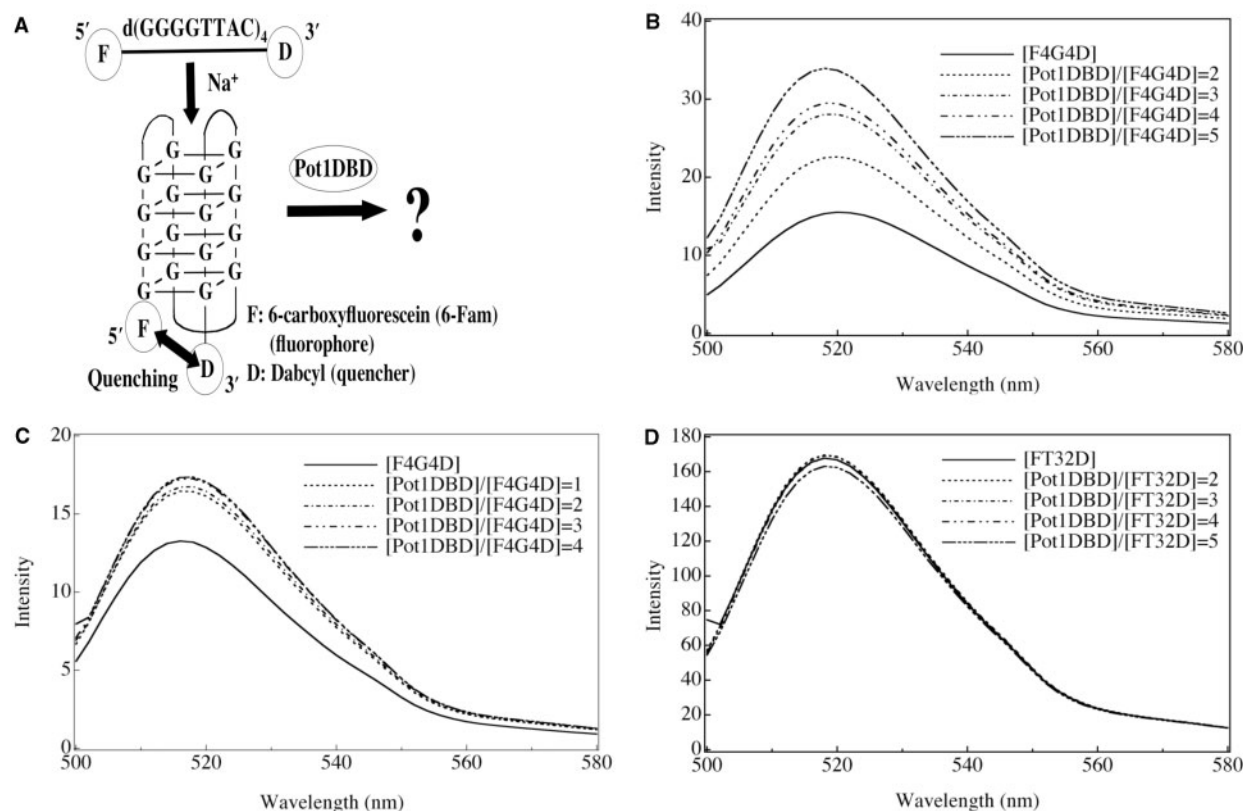 A
5′ d(GGGGTTAC)4 3′
F D
Na+
G G
G G
G G
G G
G G
G G
G G
G G
Pot1DBD
?
5′ F
Quenching
D 3′
F: 6-carboxyfluorescein (6-Fam)
(fluorophore)
D: Dabcyl (quencher)
B
40
30
20
10
0
Intensity
[F4G4D]
[Pot1DBD]/[F4G4D]=2
[Pot1DBD]/[F4G4D]=3
[Pot1DBD]/[F4G4D]=4
[Pot1DBD]/[F4G4D]=5
500 520 540 560 580
Wavelength (nm)
C
20
15
10
5
0
Intensity
[F4G4D]
[Pot1DBD]/[F4G4D]=1
[Pot1DBD]/[F4G4D]=2
[Pot1DBD]/[F4G4D]=3
[Pot1DBD]/[F4G4D]=4
500 520 540 560 580
Wavelength (nm)
D
180
160
140
120
100
80
60
40
20
0
Intensity
[FT32D]
[Pot1DBD]/[FT32D]=2
[Pot1DBD]/[FT32D]=3
[Pot1DBD]/[FT32D]=4
[Pot1DBD]/[FT32D]=5
500 520 540 560 580
Wavelength (nm)